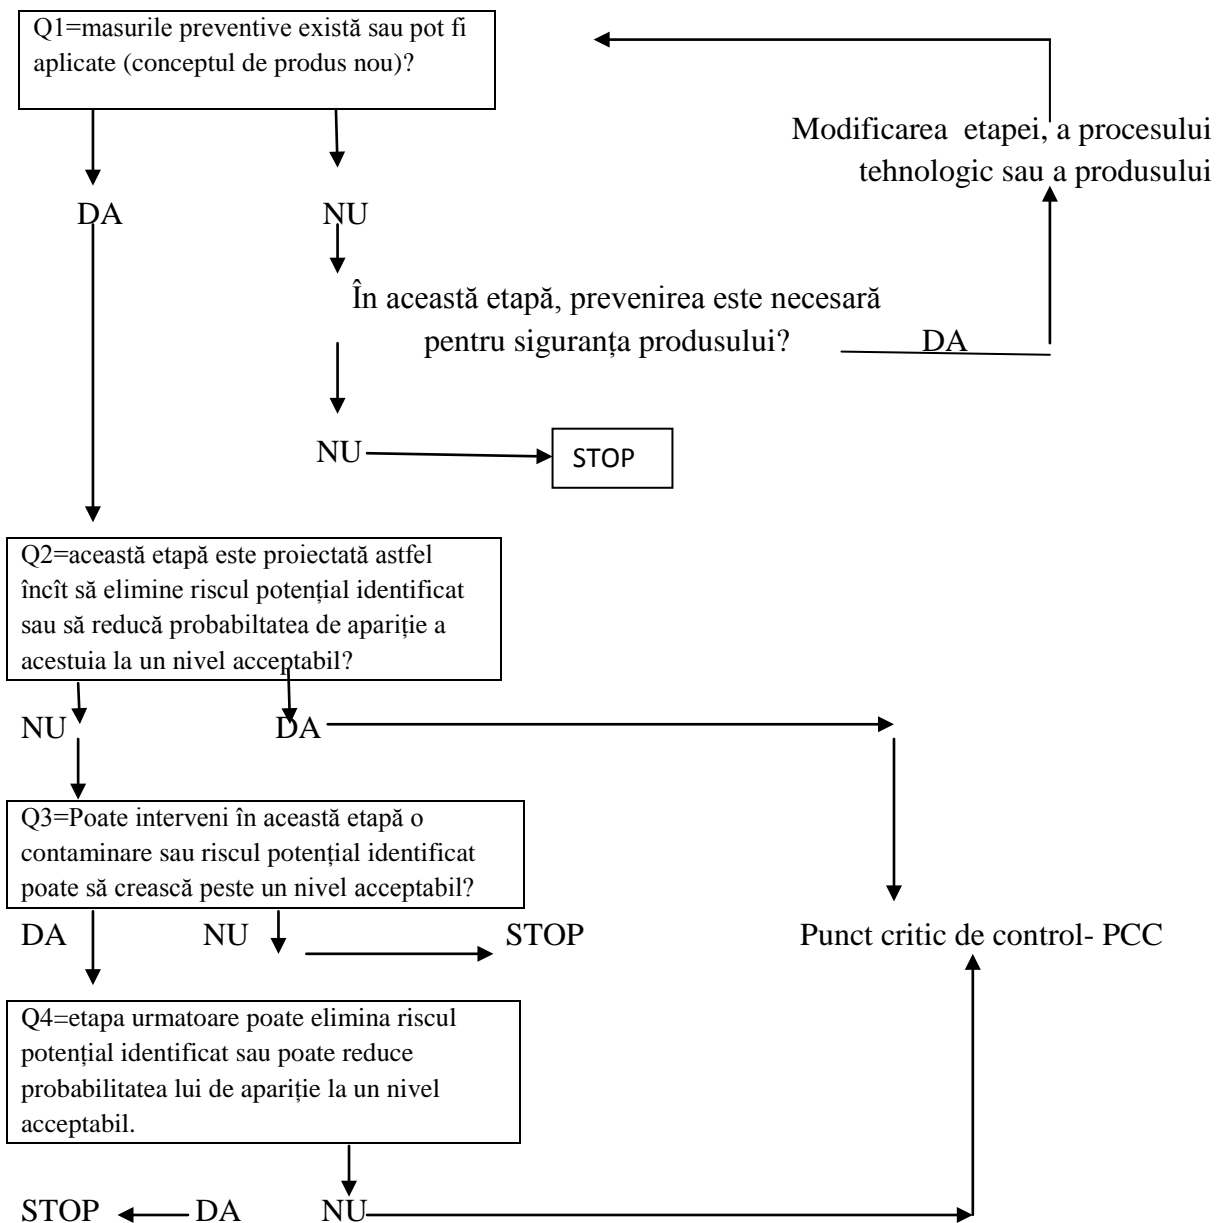 Q1=masurile preventive există sau pot fi
aplicate (conceptul de produs nou)?
Modificarea etapei, a procesului
tehnologic sau a produsului
DA
NU
În această etapă, prevenirea este necesară
pentru siguranța produsului?
DA
NU
STOP
Q2=această etapă este proiectată astfel
încît să elimine riscul potențial identificat
sau să reducă probabiltatea de apariție a
acestuia la un nivel acceptabil?
NU
DA
Q3=Poate interveni în această etapă o
contaminare sau riscul potențial identificat
poate să crească peste un nivel acceptabil?
DA
NU
STOP
Punct critic de control- PCC
Q4=etapa urmatoare poate elimina riscul
potențial identificat sau poate reduce
probabilitatea lui de apariție la un nivel
acceptabil.
STOP
DA
NU